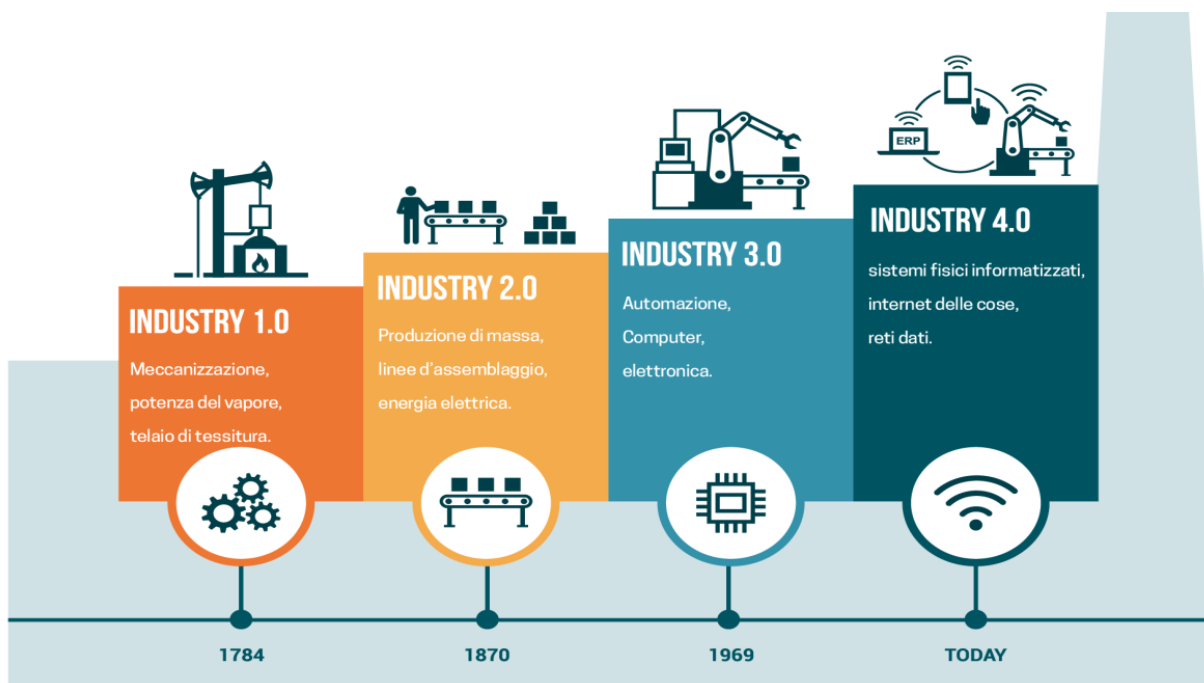 INDUSTRY 1.0
Meccanizzazione,
potenza del vapore,
telaio di tessitura.
INDUSTRY 2.0
Produzione di massa,
linee d'assemblaggio,
energia elettrica.
INDUSTRY 3.0
Automazione,
Computer,
elettronica.
ERP
INDUSTRY 4.0
sistemi fisici informatizzati,
internet delle cose,
reti dati.
1784
1870
1969
TODAY